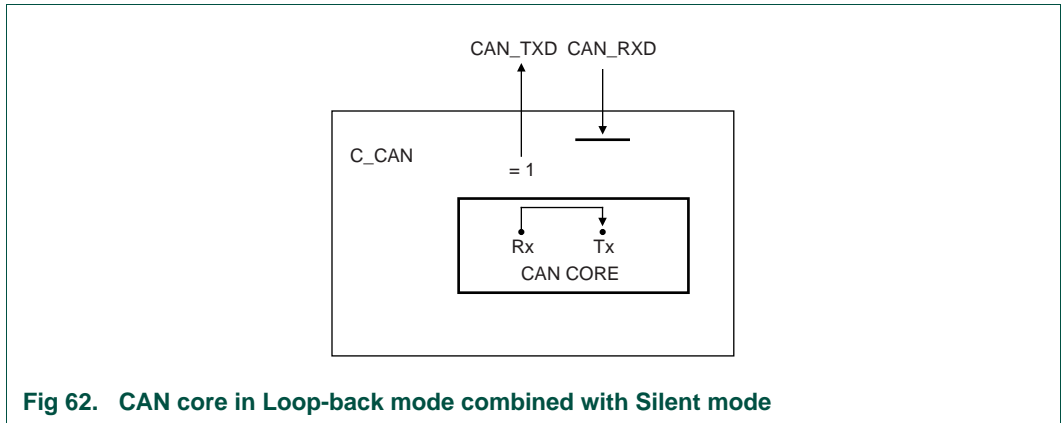 CAN_TXD CAN_RXD
C_CAN
= 1
Rx Tx
CAN CORE
Fig 62. CAN core in Loop-back mode combined with Silent mode